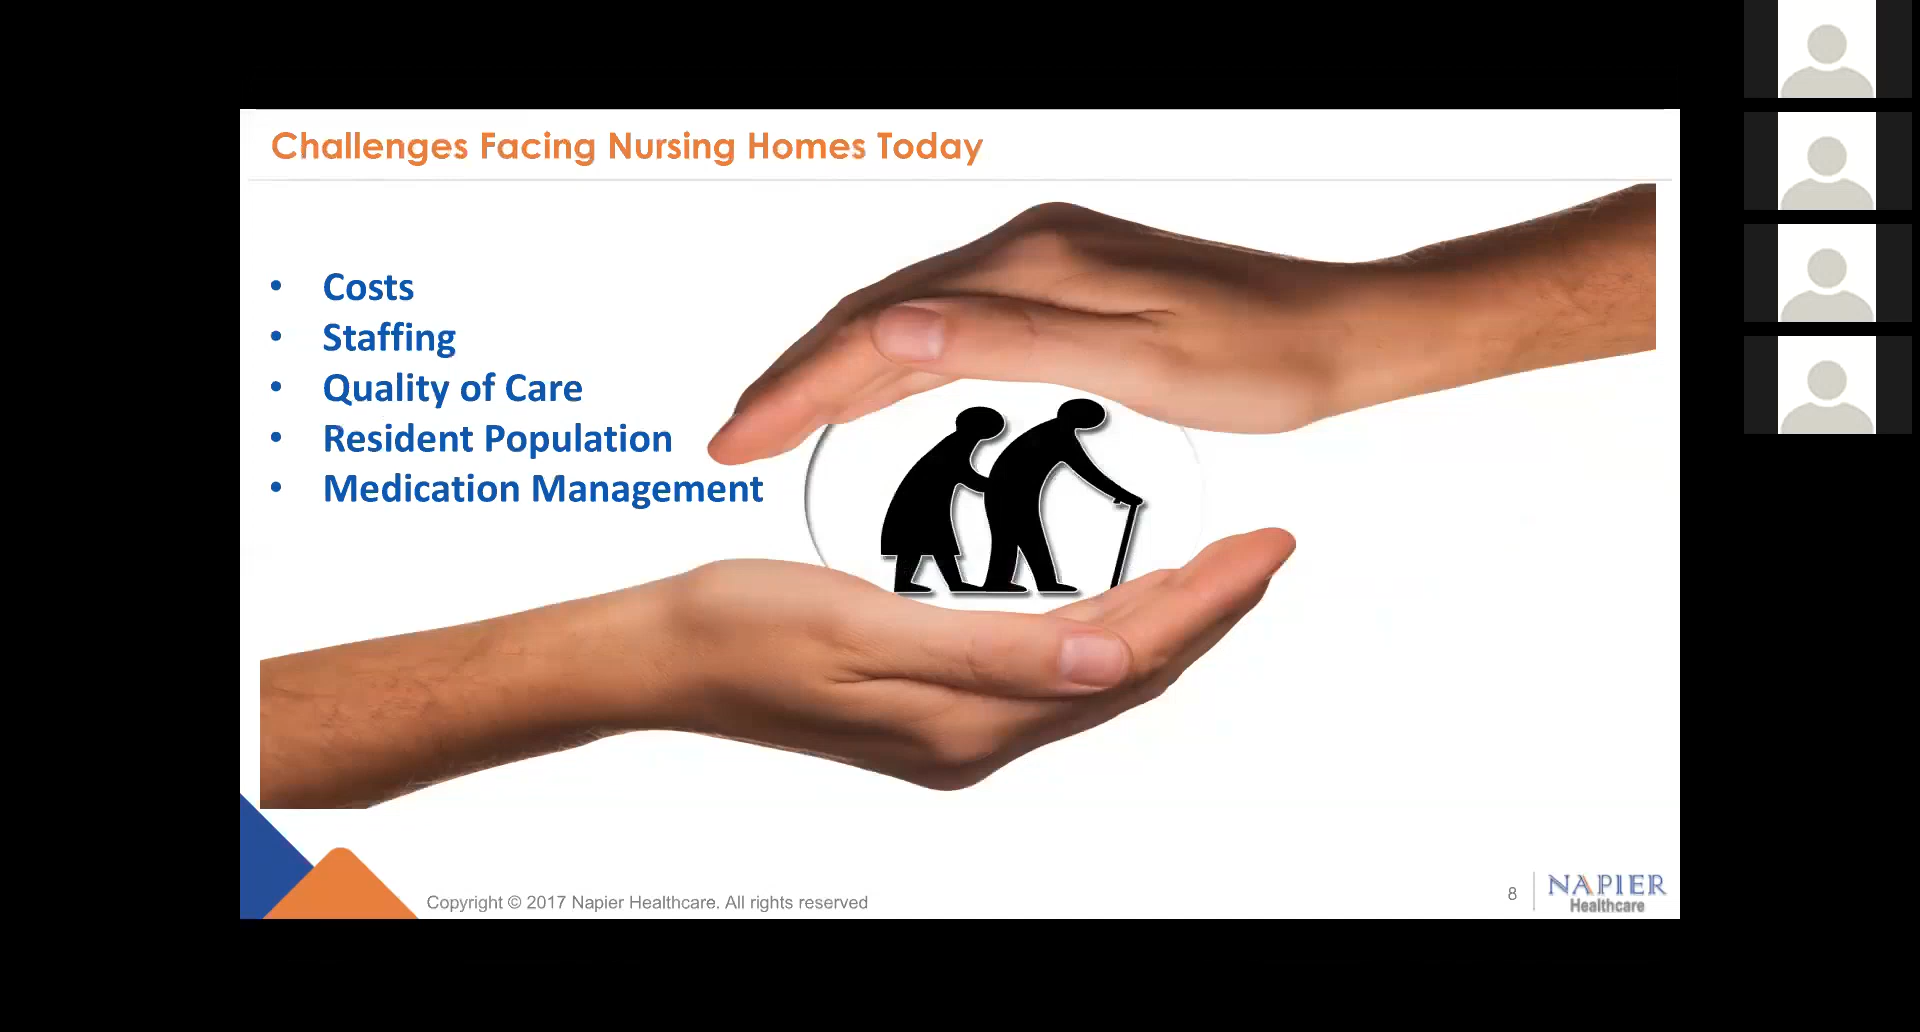 Challenges Facing Nursing Homes Today
• Costs
• Staffing
• Quality of Care
• Resident Population
• Medication Management
Copyright © 2017 Napier Healthcare. All rights reserved
8
NAPIER
Healthcare